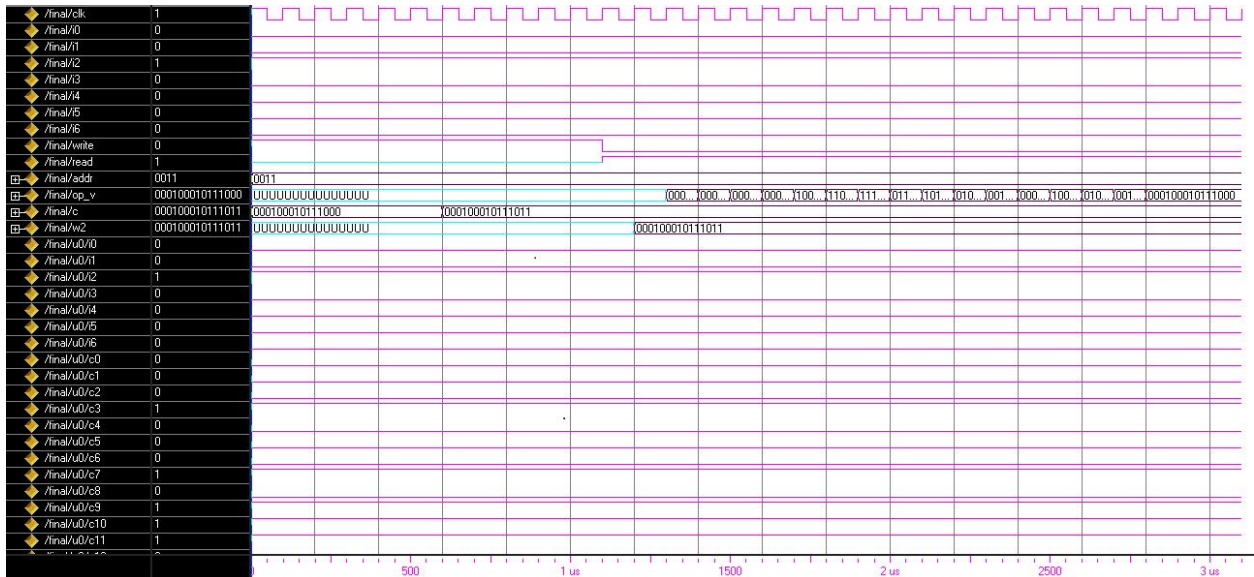 /final/clk 1
/final/i0 0
/final/i1 0
/final/i2 1
/final/i3 0
/final/i4 0
/final/i5 0
/final/i6 0
/final/write 0
/final/read 1
/final/addr 0011 0011
/final/op_v 000100010111000 UUUUUUUUUUUUUUU 000... 000... 000... 000... 100... 110... 111... 011... 101... 010... 001... 000... 100... 010... 001... 000100010111000
/final/c 000100010111011 000100010111000 000100010111011
/final/w2 000100010111011 UUUUUUUUUUUUUUU 000100010111011
/final/u0/i0 0
/final/u0/i1 0
/final/u0/i2 1
/final/u0/i3 0
/final/u0/i4 0
/final/u0/i5 0
/final/u0/i6 0
/final/u0/c0 0
/final/u0/c1 0
/final/u0/c2 0
/final/u0/c3 1
/final/u0/c4 0
/final/u0/c5 0
/final/u0/c6 0
/final/u0/c7 1
/final/u0/c8 0
/final/u0/c9 1
/final/u0/c10 1
/final/u0/c11 1
500 1 us 1500 2 us 2500 3 us